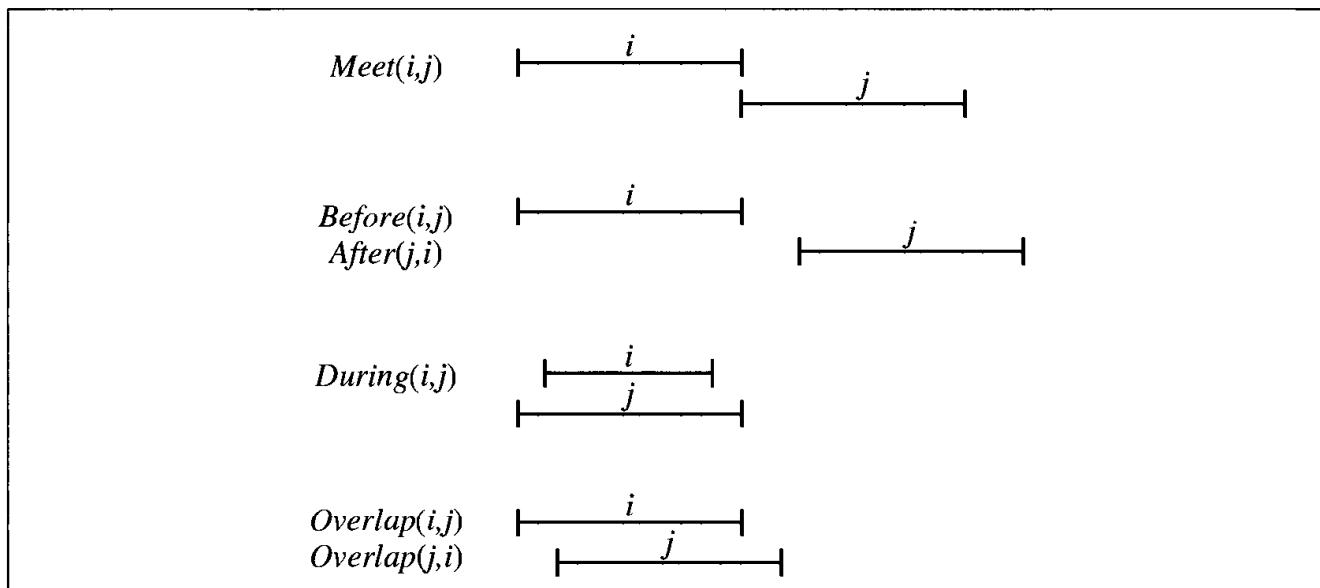 Meet(i,j)
i
j
Before(i,j)
After(j,i)
i
j
During(i,j)
i
j
Overlap(i,j)
Overlap(j,i)
i
j